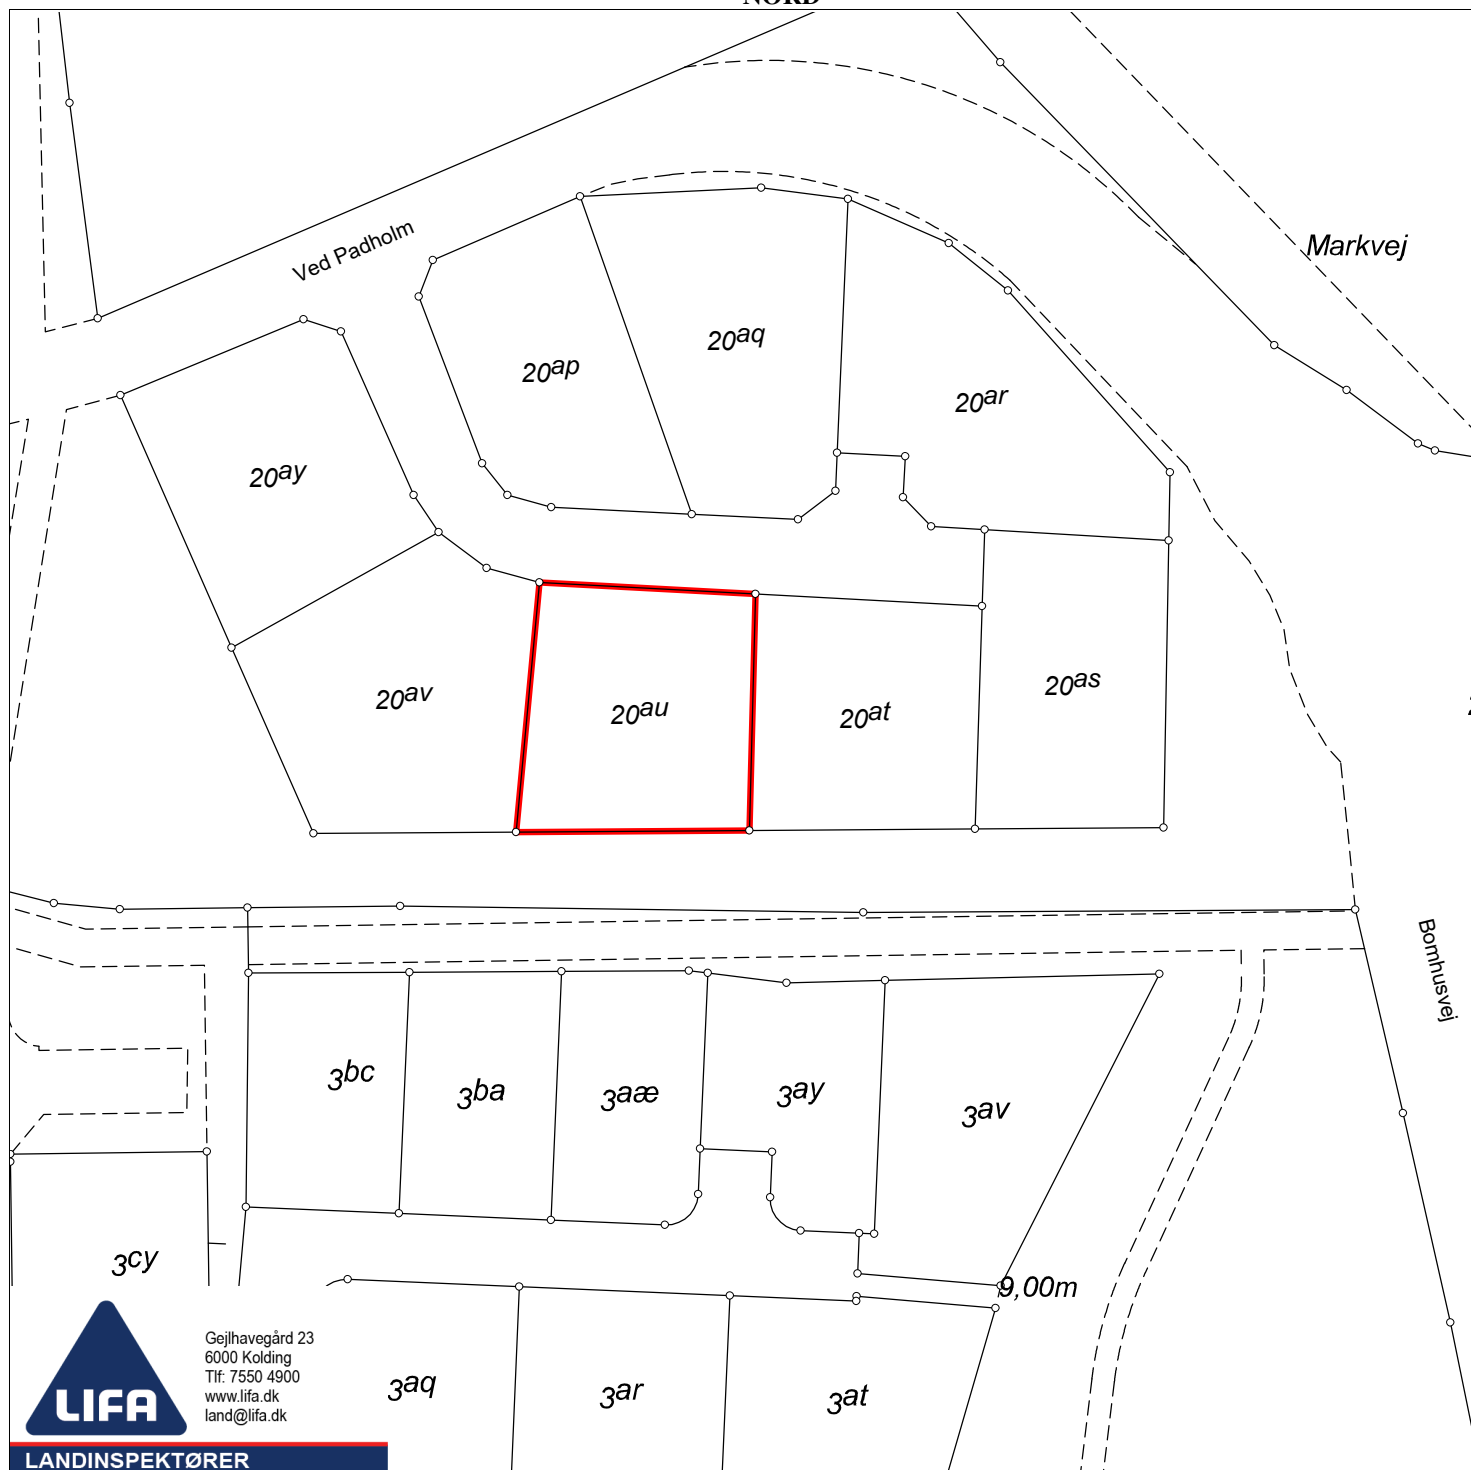 Ved Padholm
Markvej
20aq
20ap
20ar
20ay
20av
20au
20at
20as
Bomhusvej
3bc
3ba
3aæ
3ay
3av
3cy
9,00m
3aq
3ar
3at
LIFA
Gejlhavegård 23
6000 Kolding
Tlf: 7550 4900
www.lifa.dk
land@lifa.dk
LANDINSPEKTØRER